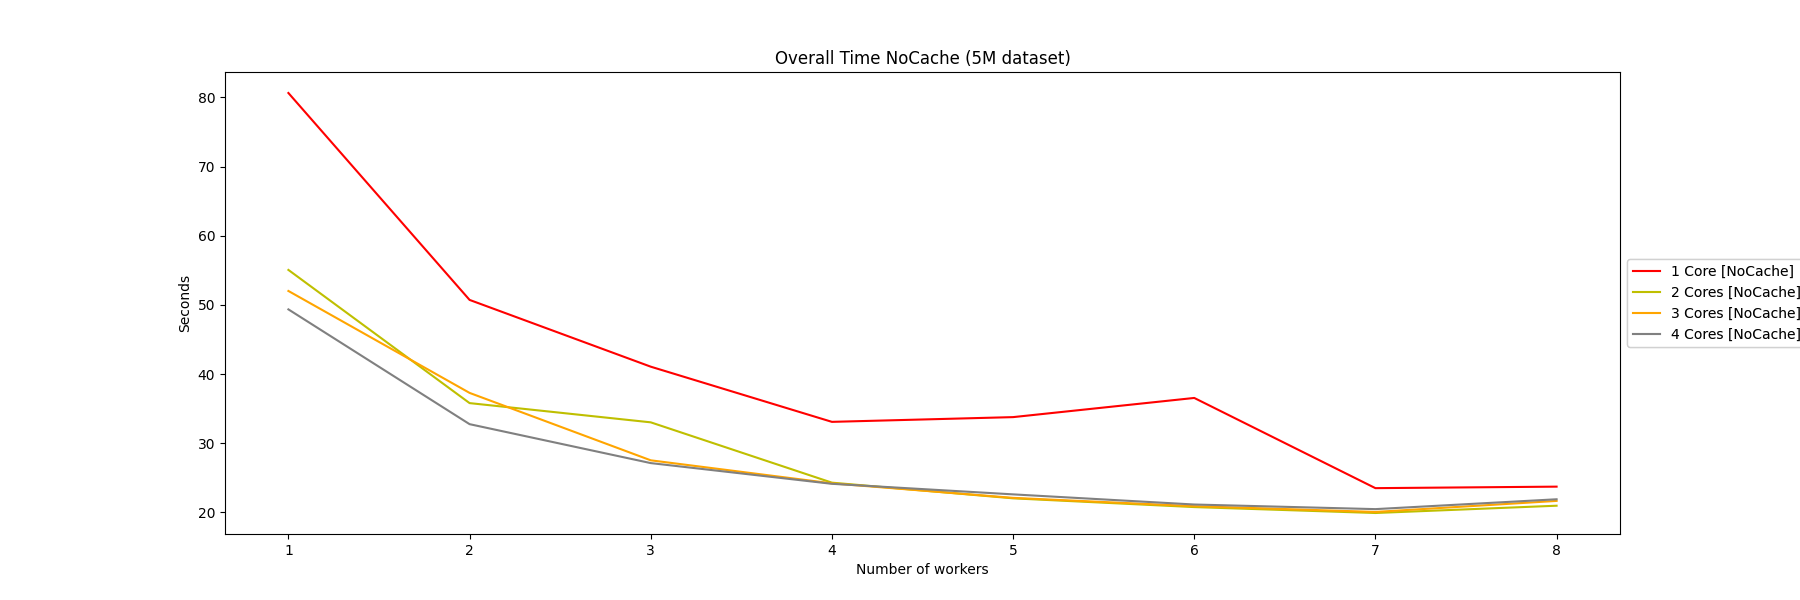 Overall Time NoCache (5M dataset)
80
70
60
50
40
30
20
Seconds
1 2 3 4 5 6 7 8
Number of workers
1 Core [NoCache]
2 Cores [NoCache]
3 Cores [NoCache]
4 Cores [NoCache]